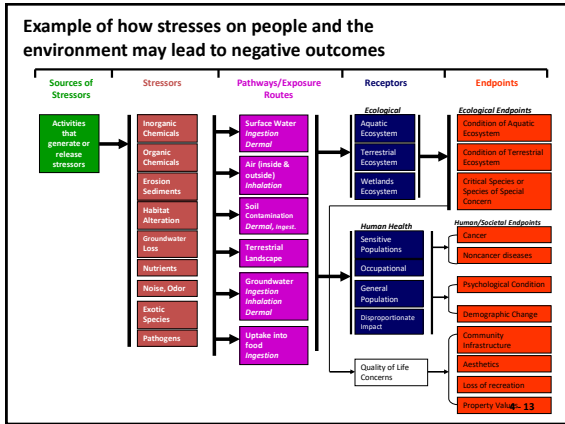 Example of how stresses on people and the
environment may lead to negative outcomes
Sources of
Stressors
Stressors
Pathways/Exposure
Routes
Receptors
Endpoints
Activities
that
generate or
release
stressors
Inorganic
Chemicals
Organic
Chemicals
Erosion
Sediments
Habitat
Alteration
Groundwater
Loss
Nutrients
Noise, Odor
Exotic
Species
Pathogens
Surface Water
Ingestion
Dermal
Air (inside &
outside)
Inhalation
Soil
Contamination
Dermal, Ingest.
Terrestrial
Landscape
Groundwater
Ingestion
Inhalation
Dermal
Uptake into
food
Ingestion
Ecological
Aquatic
Ecosystem
Terrestrial
Ecosystem
Wetlands
Ecosystem
Human Health
Sensitive
Populations
Occupational
General
Population
Disproportionate
Impact
Quality of Life
Concerns
Ecological Endpoints
Condition of Aquatic
Ecosystem
Condition of Terrestrial
Ecosystem
Critical Species or
Species of Special
Concern
Human/Societal Endpoints
Cancer
Noncancer diseases
Psychological Condition
Demographic Change
Community
Infrastructure
Aesthetics
Loss of recreation
Property Values
4 - 13